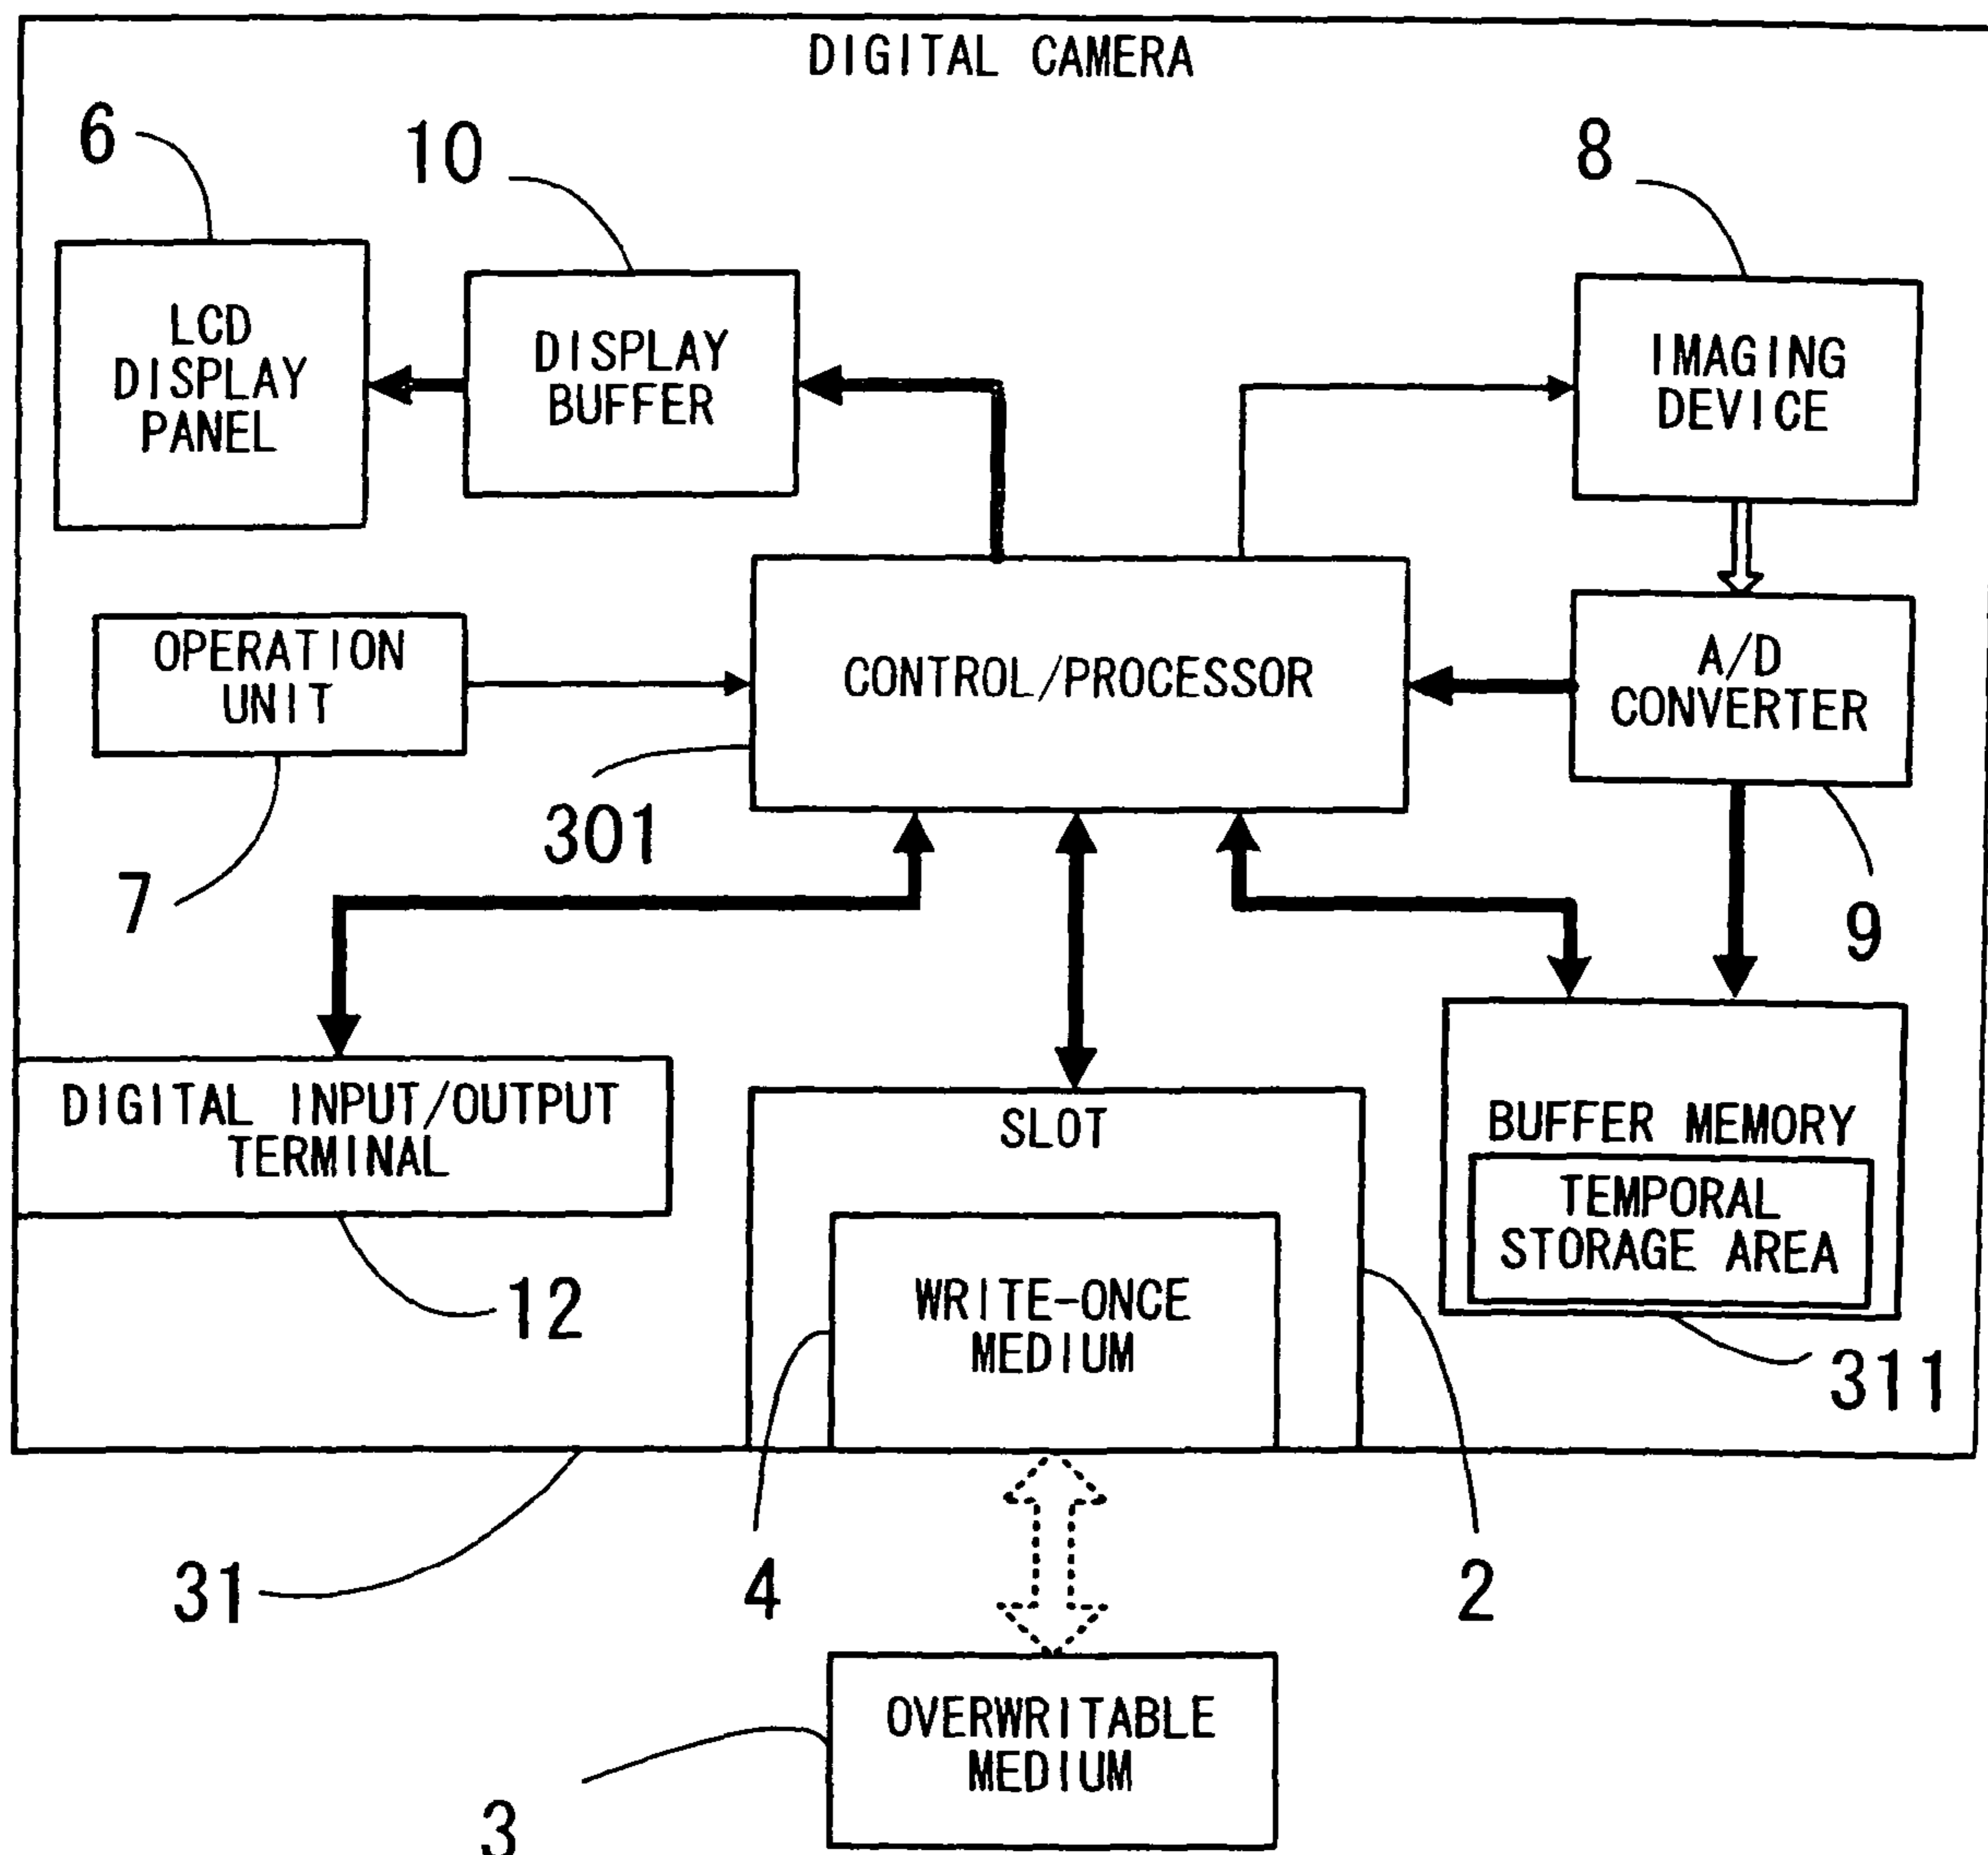 DIGITAL CAMERA
6
10
8
LCD
DISPLAY
PANEL
DISPLAY
BUFFER
IMAGING
DEVICE
OPERATION
UNIT
CONTROL/PROCESSOR
A/D
CONVERTER
301
7
9
DIGITAL INPUT/OUTPUT
TERMINAL
SLOT
BUFFER MEMORY
TEMPORAL
STORAGE AREA
12
WRITE-ONCE
MEDIUM
311
31
4
2
OVERWRITABLE
MEDIUM
3